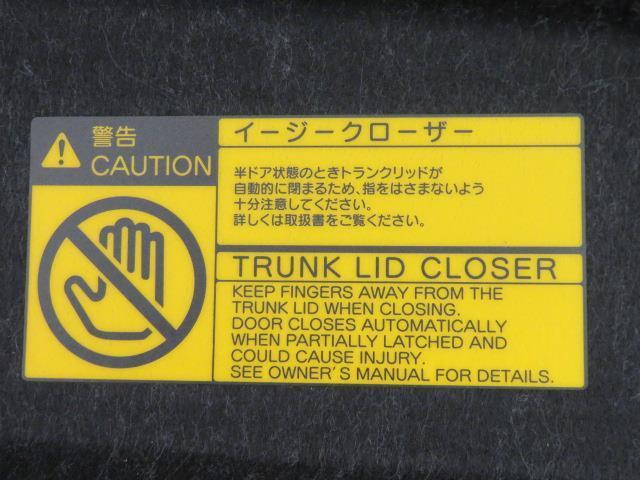 警告
CAUTION
イージークローザー
半ドア状態のときトランクリッドが
自動的に閉まるため、指をはさまないよう
十分注意してください。
詳しくは取扱書をご覧ください。
TRUNK LID CLOSER
KEEP FINGERS AWAY FROM THE
TRUNK LID WHEN CLOSING.
DOOR CLOSES AUTOMATICALLY
WHEN PARTIALLY LATCHED AND
COULD CAUSE INJURY.
SEE OWNER'S MANUAL FOR DETAILS.